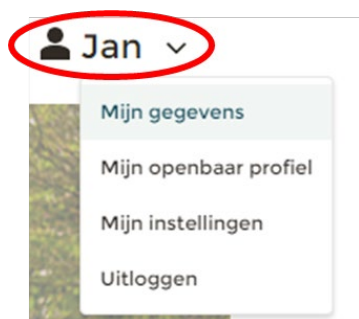 Jan
Mijn gegevens
Mijn openbaar profiel
Mijn instellingen
Uitloggen